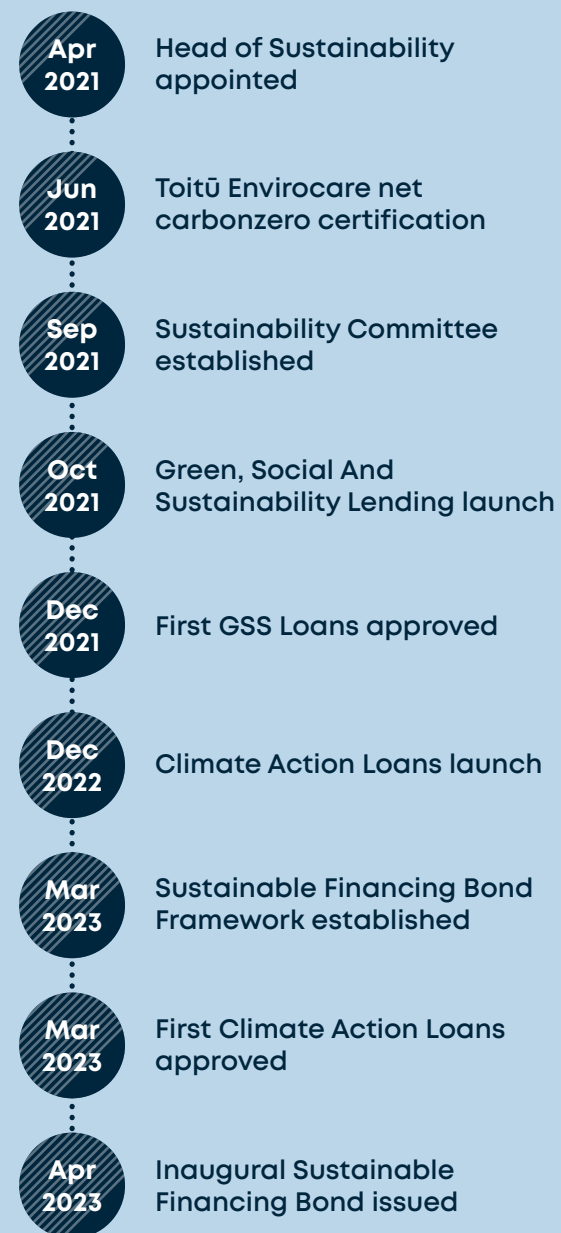 Apr
2021
Head of Sustainability
appointed
Jun
2021
Toitū Envirocare net
carbonzero certification
Sep
2021
Sustainability Committee
established
Oct
2021
Green, Social And
Sustainability Lending launch
Dec
2021
First GSS Loans approved
Dec
2022
Climate Action Loans launch
Mar
2023
Sustainable Financing Bond
Framework established
Mar
2023
First Climate Action Loans
approved
Apr
2023
Inaugural Sustainable
Financing Bond issued